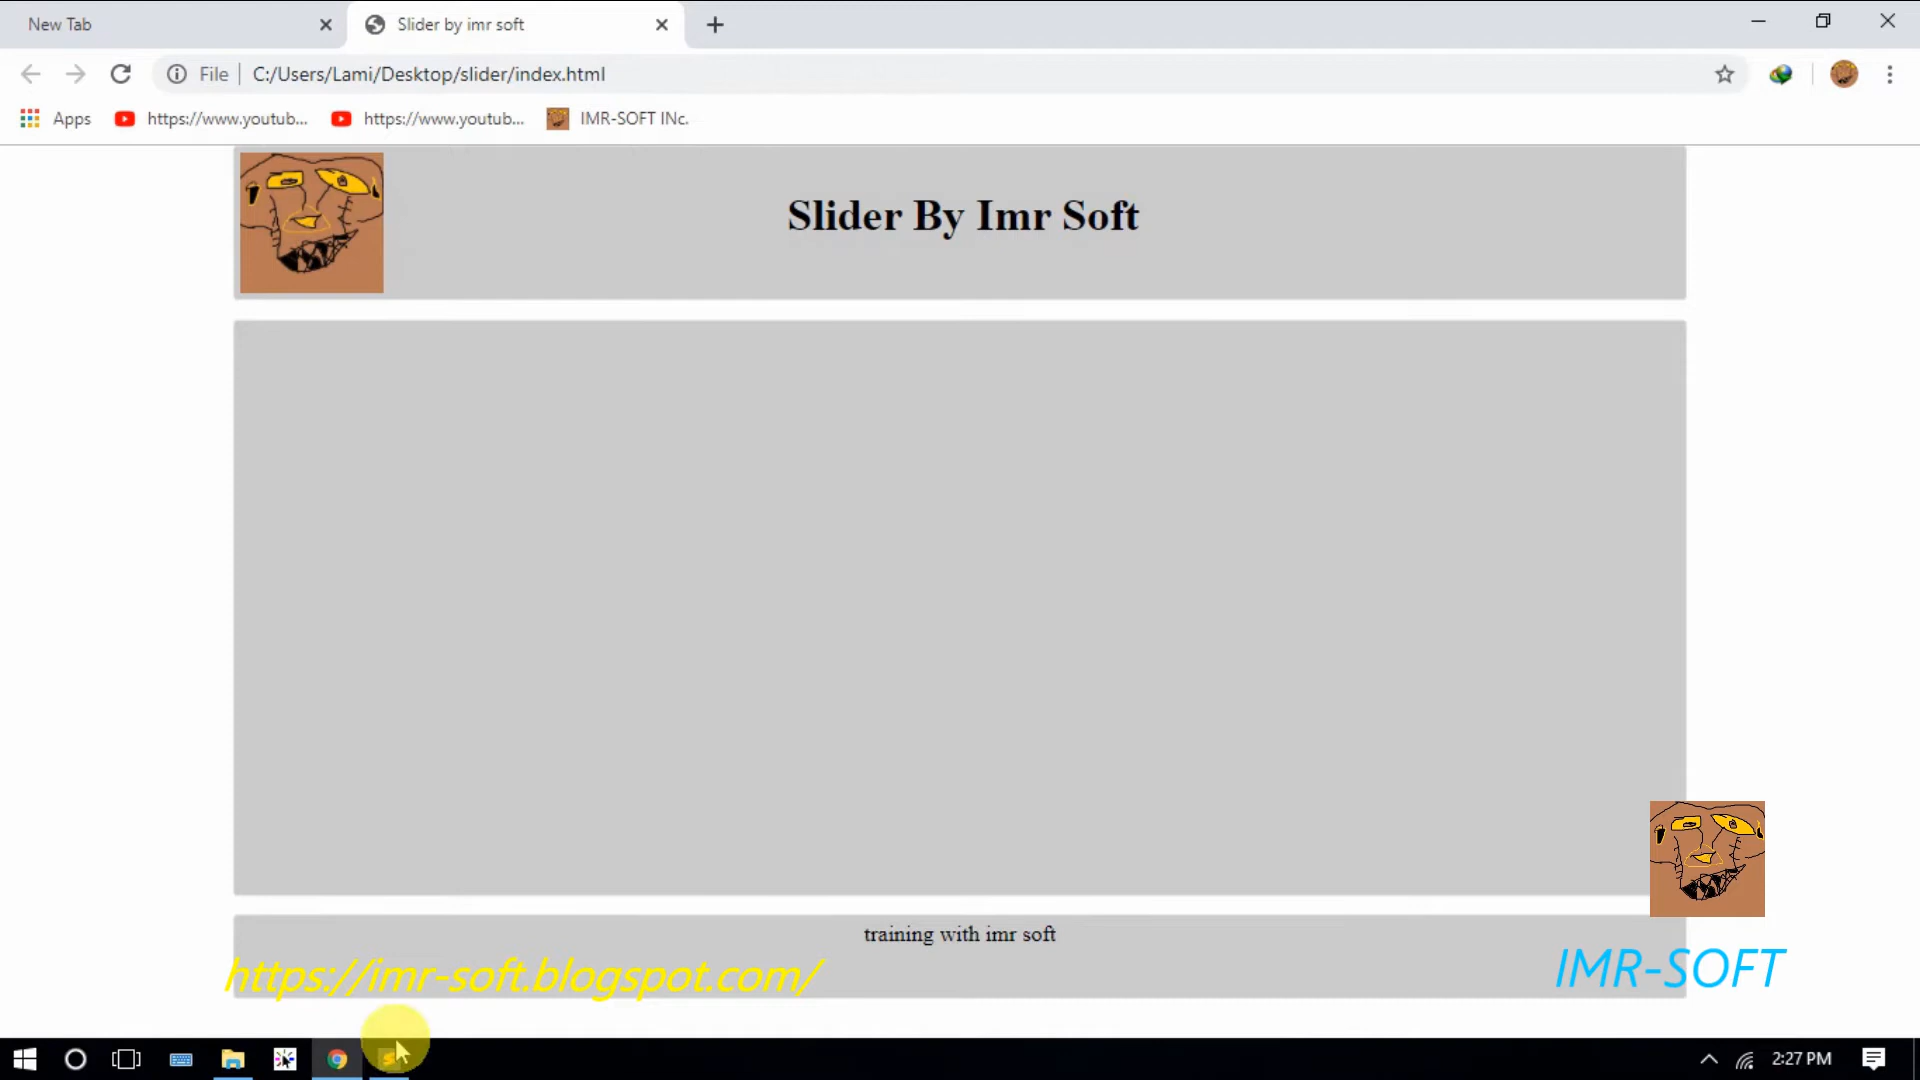 New Tab
Slider by imr soft
File
C:/Users/Lami/Desktop/slider/index.html
Apps
https://www.youtub...
https://www.youtub...
IMR-SOFT INc.
Slider By Imr Soft
training with imr soft
https://imr-soft.blogspot.com/
IMR-SOFT
2:27 PM